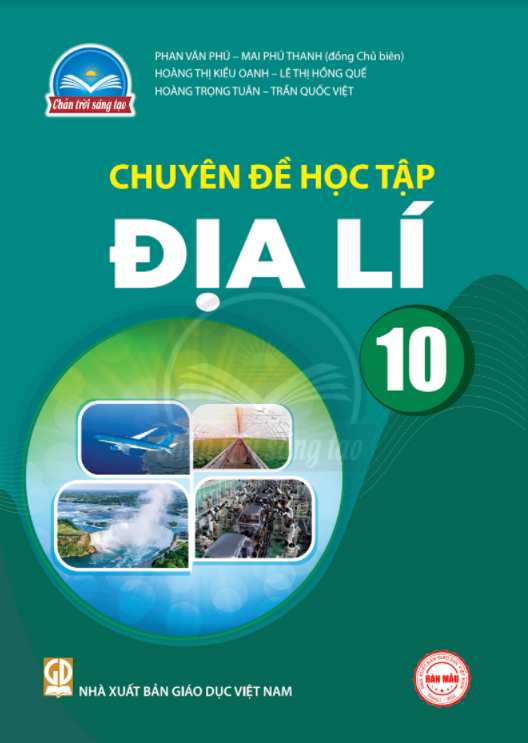 PHAN VĂN PHÚ – MAI PHÚ THANH (đồng Chủ biên)
HOÀNG THỊ KIỀU OANH – LÊ THỊ HỒNG QUẾ
HOÀNG TRỌNG TUÂN – TRẦN QUỐC VIỆT
Chân trời sáng tạo
CHUYÊN ĐỀ HỌC TẬP
ĐỊA LÍ
10
GD
NHÀ XUẤT BẢN GIÁO DỤC VIỆT NAM
BẢN MẪU